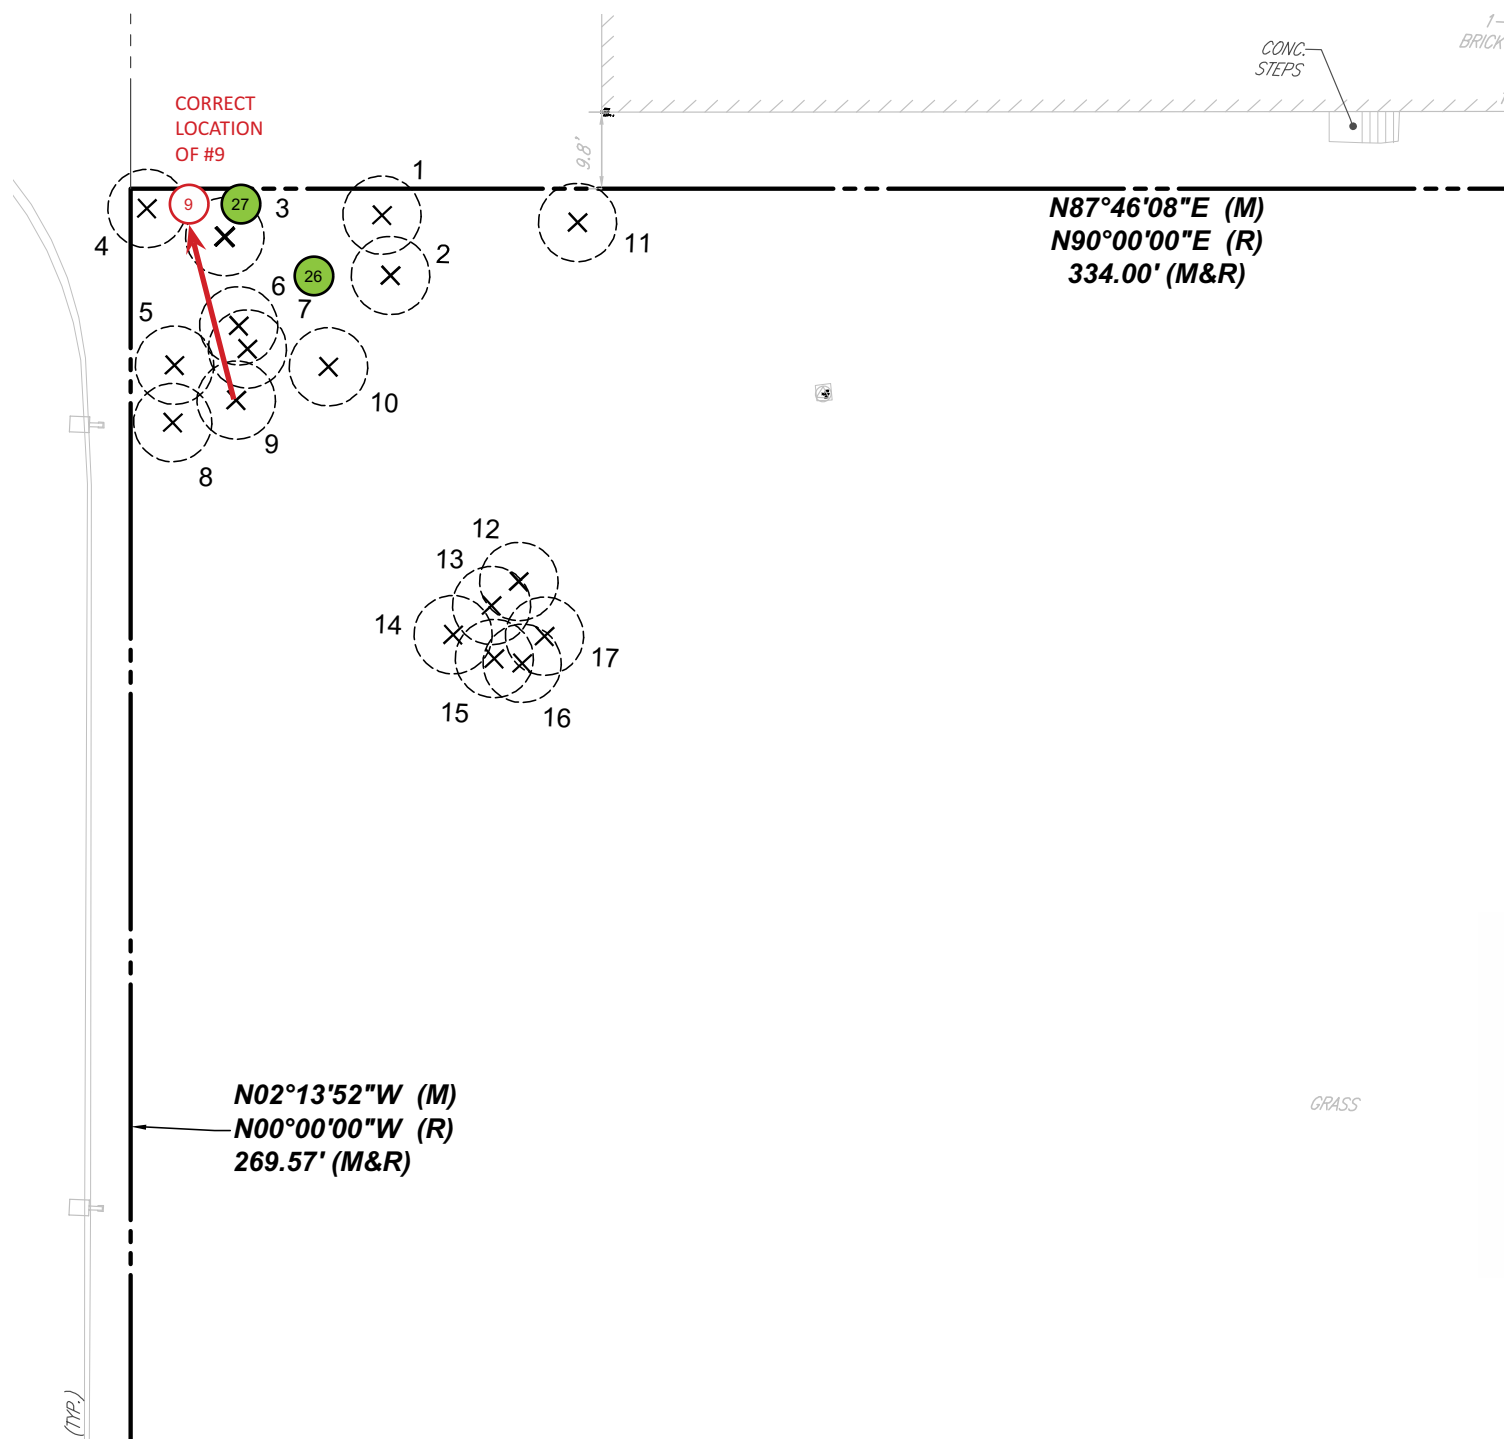 1-
BRICK
CONC.
STEPS
CORRECT
LOCATION
OF #9
9.8'
1
4
9
27
3
2
11
N87°46'08"E (M)
N90°00'00"E (R)
334.00' (M&R)
26
6
7
5
10
9
8
12
13
14
17
15
16
N02°13'52"W (M)
N00°00'00"W (R)
269.57' (M&R)
GRASS
(TYP.)